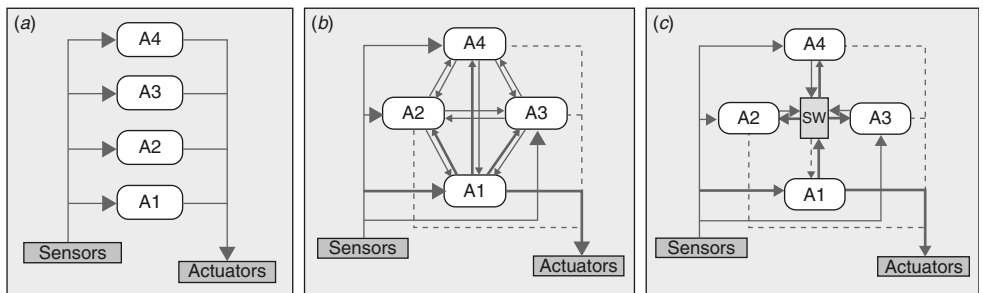 (a)
A4
A3
A2
A1
Sensors
Actuators
(b)
A4
A2
A3
A1
Sensors
Actuators
(c)
A4
A2
SW
A3
A1
Sensors
Actuators